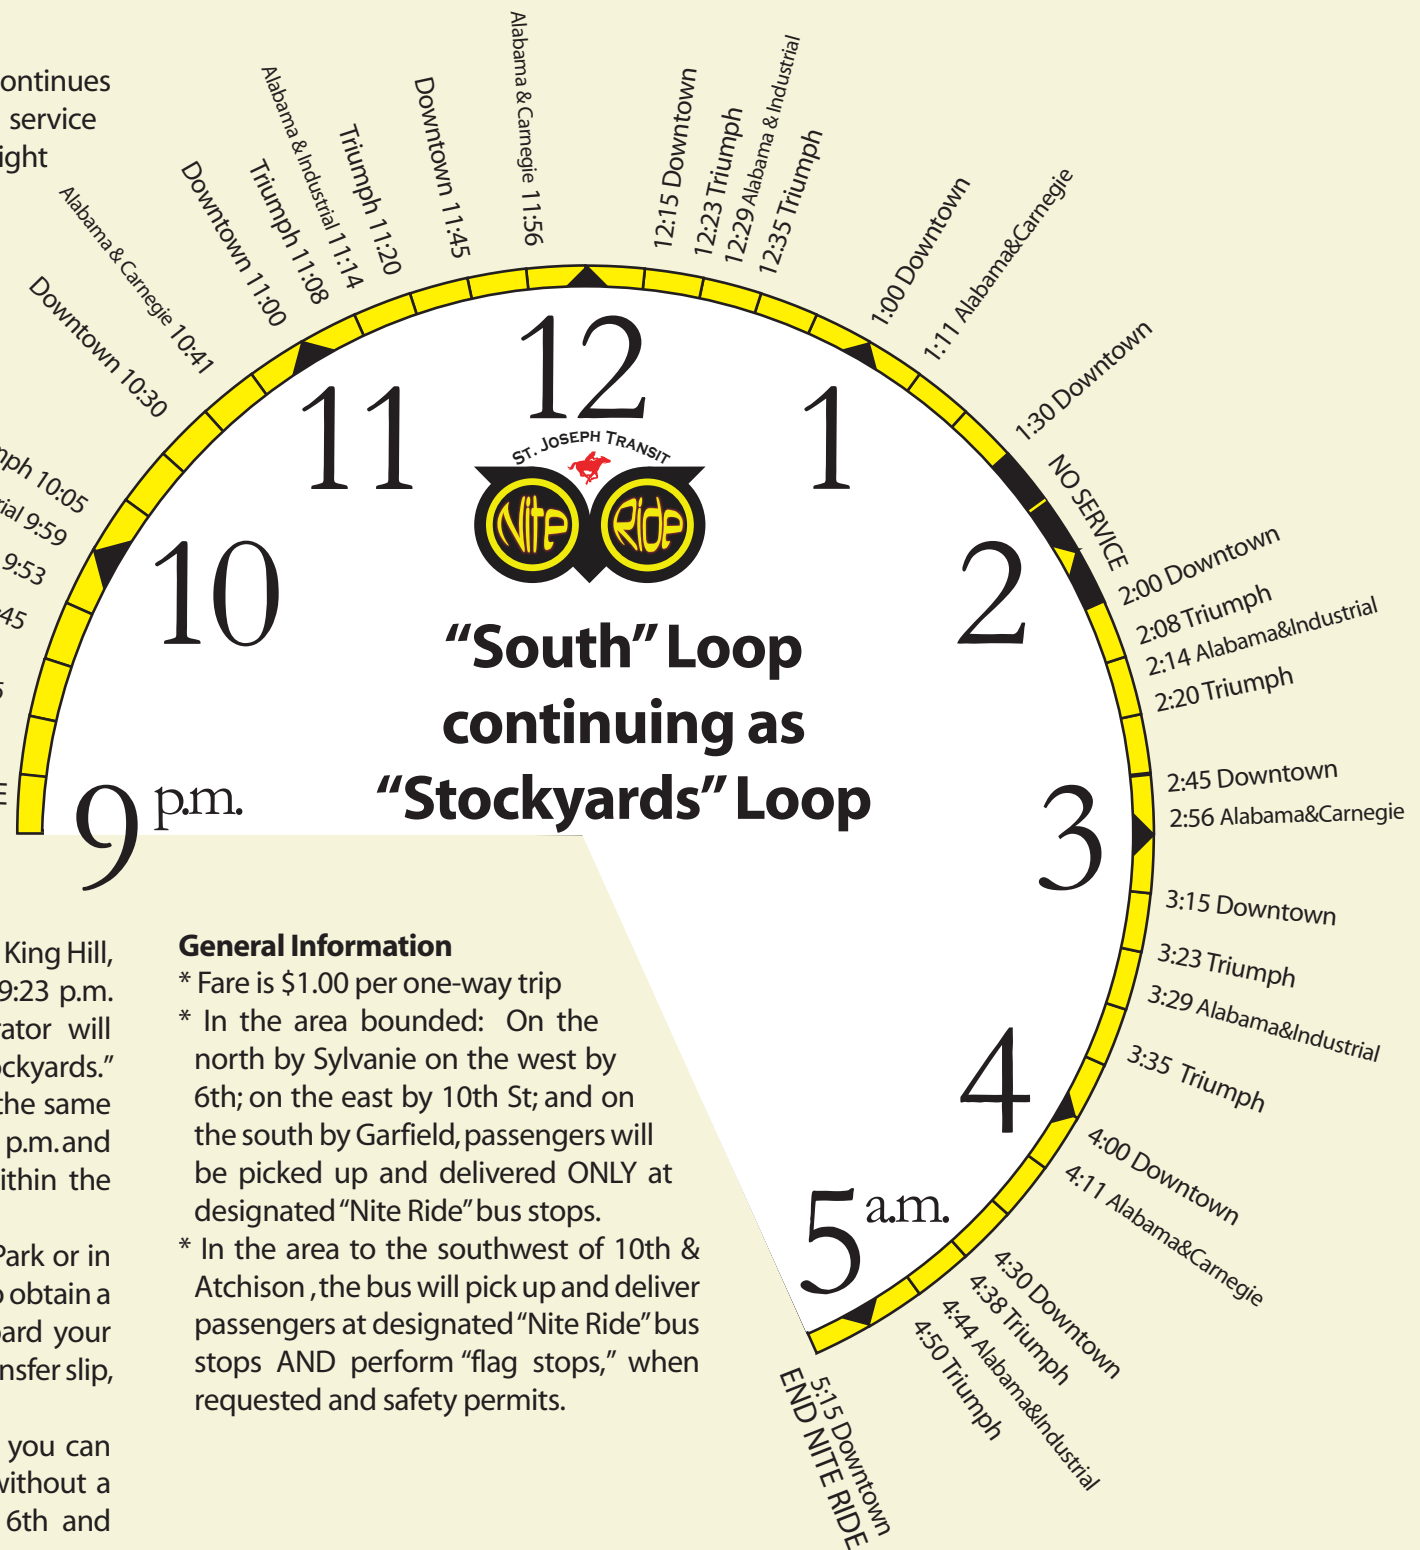 ontinues
service
ight
mph 10:05
rial 9:59
9:53
45
Downtown 10:30
Alabama & Carnegie 10:41
Downtown 11:00
Triumph 11:08
Alabama & Industrial 11:14
Triumph 11:20
Downtown 11:45
Alabama & Carnegie 11:56
12:15 Downtown
12:23 Triumph
12:29 Alabama & Industrial
12:35 Triumph
1:00 Downtown
1:11 Alabama&Carnegie
1:30 Downtown
NO SERVICE
2:00 Downtown
2:08 Triumph
2:14 Alabama&Industrial
2:20 Triumph
2:45 Downtown
2:56 Alabama&Carnegie
3:15 Downtown
3:23 Triumph
3:29 Alabama&Industrial
3:35 Triumph
4:00 Downtown
4:11 Alabama&Carnegie
4:30 Downtown
4:38 Triumph
4:44 Alabama&Industrial
4:50 Triumph
5:15 Downtown
END NITE RIDE
9 p.m.
10
11
12
1
2
3
4
5 a.m.
ST. JOSEPH TRANSIT
Nite Ride
“South” Loop
continuing as
“Stockyards” Loop
King Hill,
9:23 p.m.
rator will
ockyards.”
the same
p.m. and
ithin the
Park or in
o obtain a
oard your
nsfer slip,
you can
without a
6th and
General Information
* Fare is $1.00 per one-way trip
* In the area bounded: On the
north by Sylvanie on the west by
6th; on the east by 10th St; and on
the south by Garfield, passengers will
be picked up and delivered ONLY at
designated “Nite Ride” bus stops.
* In the area to the southwest of 10th &
Atchison , the bus will pick up and deliver
passengers at designated “Nite Ride” bus
stops AND perform “flag stops,” when
requested and safety permits.